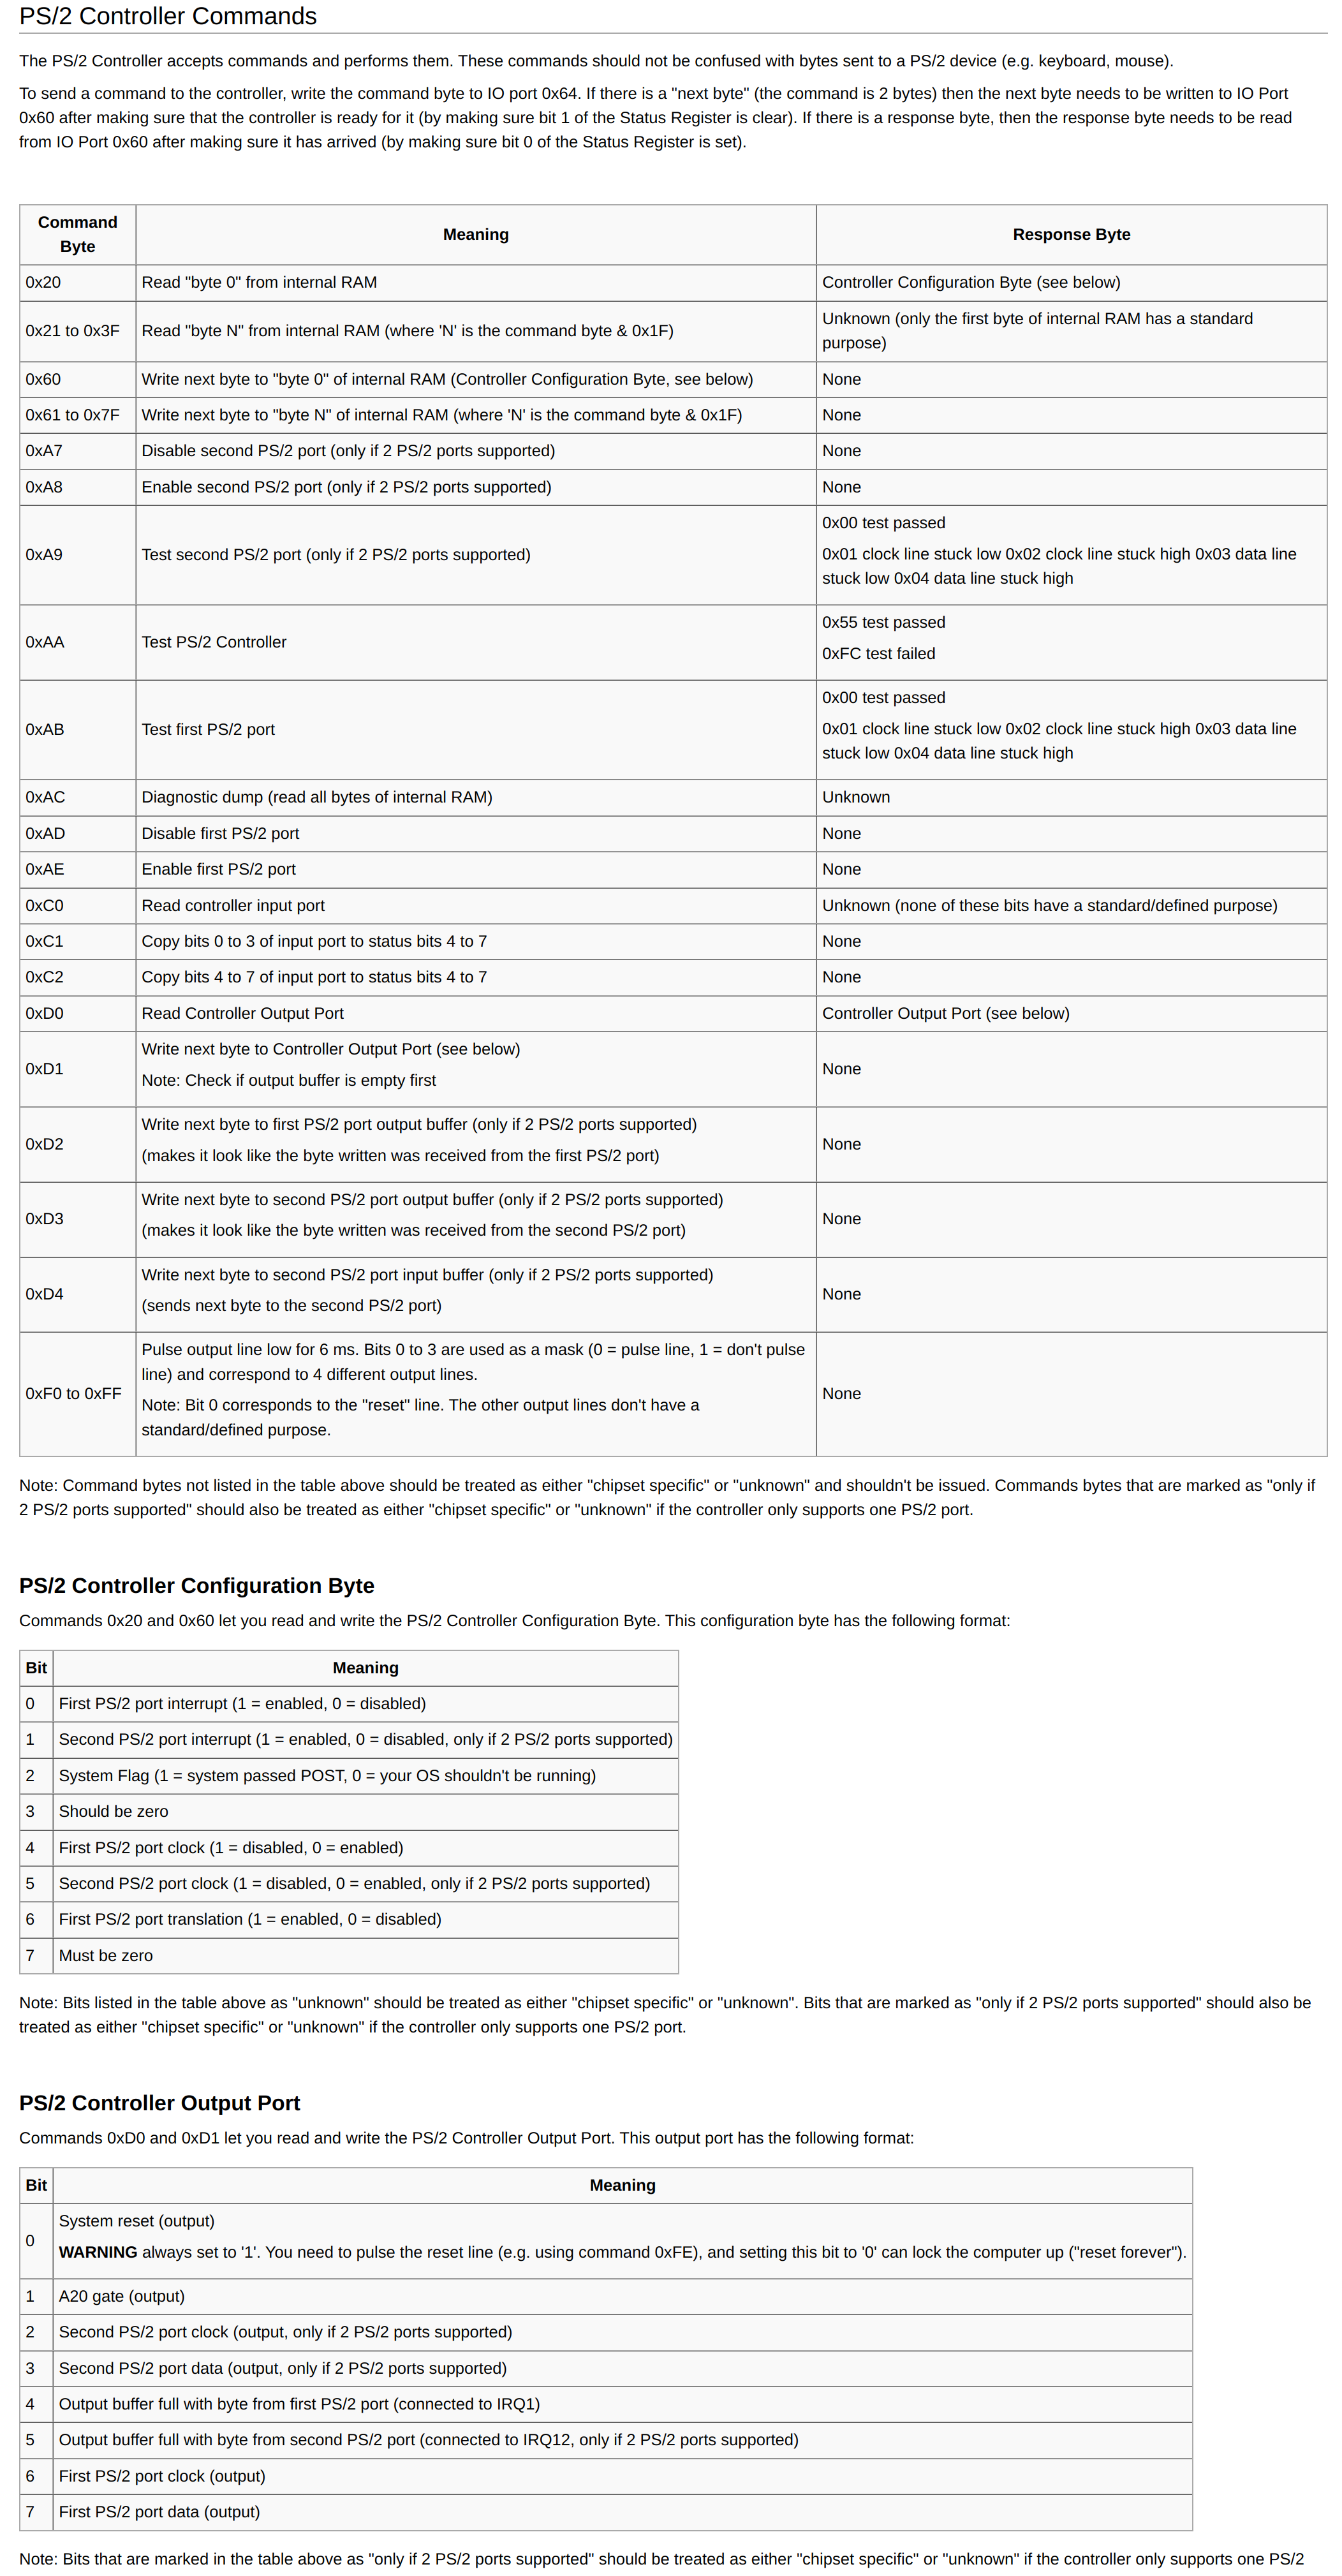 PS/2 Controller Commands
The PS/2 Controller accepts commands and performs them. These commands should not be confused with bytes sent to a PS/2 device (e.g. keyboard, mouse).
To send a command to the controller, write the command byte to IO port 0x64. If there is a "next byte" (the command is 2 bytes) then the next byte needs to be written to IO Port
0x60 after making sure that the controller is ready for it (by making sure bit 1 of the Status Register is clear). If there is a response byte, then the response byte needs to be read
from IO Port 0x60 after making sure it has arrived (by making sure bit 0 of the Status Register is set).
Command
Byte
Meaning
Response Byte
0x20
Read "byte 0" from internal RAM
Controller Configuration Byte (see below)
0x21 to 0x3F
Read "byte N" from internal RAM (where 'N' is the command byte & 0x1F)
Unknown (only the first byte of internal RAM has a standard
purpose)
0x60
Write next byte to "byte 0" of internal RAM (Controller Configuration Byte, see below)
None
0x61 to 0x7F
Write next byte to "byte N" of internal RAM (where 'N' is the command byte & 0x1F)
None
0xA7
Disable second PS/2 port (only if 2 PS/2 ports supported)
None
0xA8
Enable second PS/2 port (only if 2 PS/2 ports supported)
None
0xA9
Test second PS/2 port (only if 2 PS/2 ports supported)
0x00 test passed
0x01 clock line stuck low 0x02 clock line stuck high 0x03 data line
stuck low 0x04 data line stuck high
0xAA
Test PS/2 Controller
0x55 test passed
0xFC test failed
0xAB
Test first PS/2 port
0x00 test passed
0x01 clock line stuck low 0x02 clock line stuck high 0x03 data line
stuck low 0x04 data line stuck high
0xAC
Diagnostic dump (read all bytes of internal RAM)
Unknown
0xAD
Disable first PS/2 port
None
0xAE
Enable first PS/2 port
None
0xC0
Read controller input port
Unknown (none of these bits have a standard/defined purpose)
0xC1
Copy bits 0 to 3 of input port to status bits 4 to 7
None
0xC2
Copy bits 4 to 7 of input port to status bits 4 to 7
None
0xD0
Read Controller Output Port
Controller Output Port (see below)
0xD1
Write next byte to Controller Output Port (see below)
Note: Check if output buffer is empty first
None
0xD2
Write next byte to first PS/2 port output buffer (only if 2 PS/2 ports supported)
(makes it look like the byte written was received from the first PS/2 port)
None
0xD3
Write next byte to second PS/2 port output buffer (only if 2 PS/2 ports supported)
(makes it look like the byte written was received from the second PS/2 port)
None
0xD4
Write next byte to second PS/2 port input buffer (only if 2 PS/2 ports supported)
(sends next byte to the second PS/2 port)
None
0xF0 to 0xFF
Pulse output line low for 6 ms. Bits 0 to 3 are used as a mask (0 = pulse line, 1 = don't pulse
line) and correspond to 4 different output lines.
Note: Bit 0 corresponds to the "reset" line. The other output lines don't have a
standard/defined purpose.
None
Note: Command bytes not listed in the table above should be treated as either "chipset specific" or "unknown" and shouldn't be issued. Commands bytes that are marked as "only if
2 PS/2 ports supported" should also be treated as either "chipset specific" or "unknown" if the controller only supports one PS/2 port.
PS/2 Controller Configuration Byte
Commands 0x20 and 0x60 let you read and write the PS/2 Controller Configuration Byte. This configuration byte has the following format:
Bit
Meaning
0
First PS/2 port interrupt (1 = enabled, 0 = disabled)
1
Second PS/2 port interrupt (1 = enabled, 0 = disabled, only if 2 PS/2 ports supported)
2
System Flag (1 = system passed POST, 0 = your OS shouldn't be running)
3
Should be zero
4
First PS/2 port clock (1 = disabled, 0 = enabled)
5
Second PS/2 port clock (1 = disabled, 0 = enabled, only if 2 PS/2 ports supported)
6
First PS/2 port translation (1 = enabled, 0 = disabled)
7
Must be zero
Note: Bits listed in the table above as "unknown" should be treated as either "chipset specific" or "unknown". Bits that are marked as "only if 2 PS/2 ports supported" should also be
treated as either "chipset specific" or "unknown" if the controller only supports one PS/2 port.
PS/2 Controller Output Port
Commands 0xD0 and 0xD1 let you read and write the PS/2 Controller Output Port. This output port has the following format:
Bit
Meaning
0
System reset (output)
WARNING always set to '1'. You need to pulse the reset line (e.g. using command 0xFE), and setting this bit to '0' can lock the computer up ("reset forever").
1
A20 gate (output)
2
Second PS/2 port clock (output, only if 2 PS/2 ports supported)
3
Second PS/2 port data (output, only if 2 PS/2 ports supported)
4
Output buffer full with byte from first PS/2 port (connected to IRQ1)
5
Output buffer full with byte from second PS/2 port (connected to IRQ12, only if 2 PS/2 ports supported)
6
First PS/2 port clock (output)
7
First PS/2 port data (output)
Note: Bits that are marked in the table above as "only if 2 PS/2 ports supported" should be treated as either "chipset specific" or "unknown" if the controller only supports one PS/2